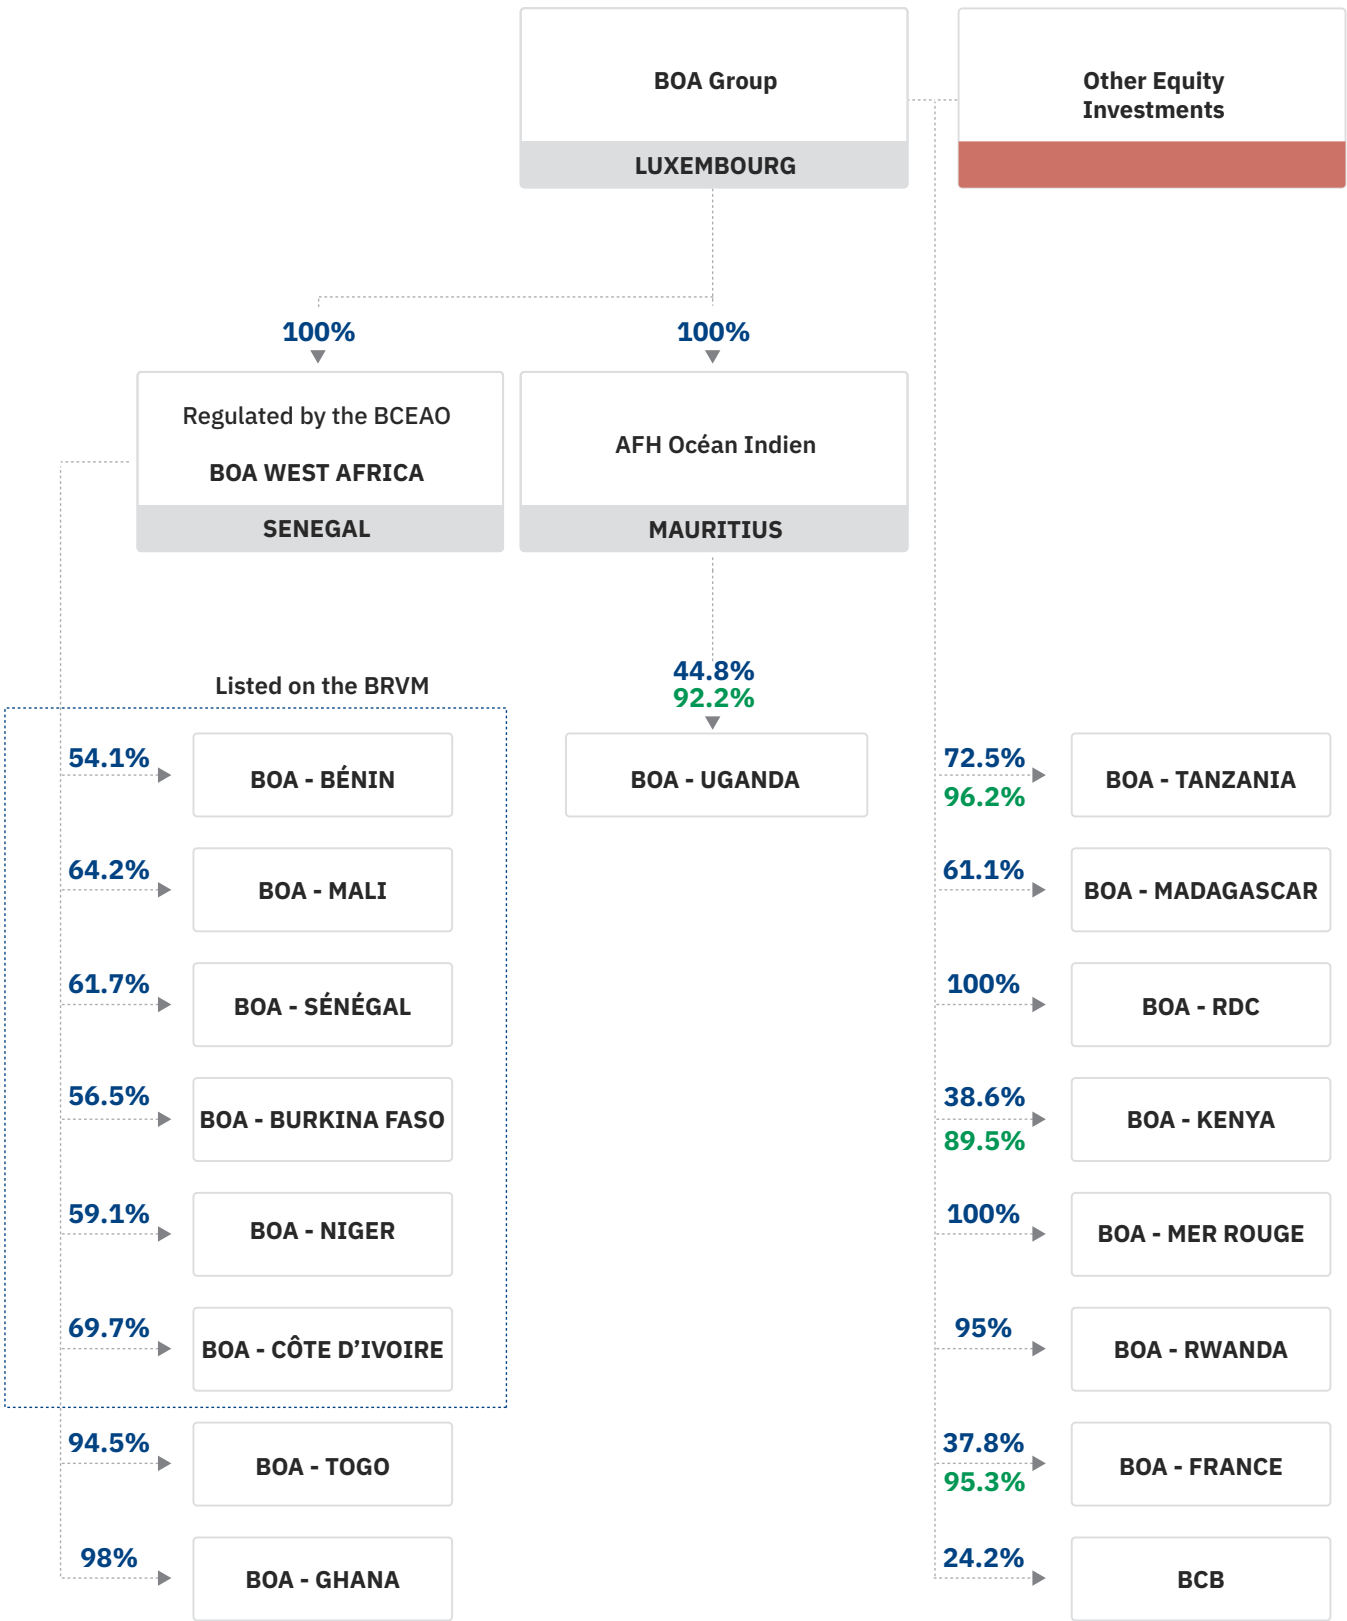 BOA Group
LUXEMBOURG
Other Equity
Investments
100%
100%
Regulated by the BCEAO
BOA WEST AFRICA
SENEGAL
AFH Océan Indien
MAURITIUS
Listed on the BRVM
54.1%
BOA - BÉNIN
64.2%
BOA - MALI
61.7%
BOA - SÉNÉGAL
56.5%
BOA - BURKINA FASO
59.1%
BOA - NIGER
69.7%
BOA - CÔTE D’IVOIRE
94.5%
BOA - TOGO
98%
BOA - GHANA
44.8%
92.2%
BOA - UGANDA
72.5%
96.2%
BOA - TANZANIA
61.1%
BOA - MADAGASCAR
100%
BOA - RDC
38.6%
89.5%
BOA - KENYA
100%
BOA - MER ROUGE
95%
BOA - RWANDA
37.8%
95.3%
BOA - FRANCE
24.2%
BCB